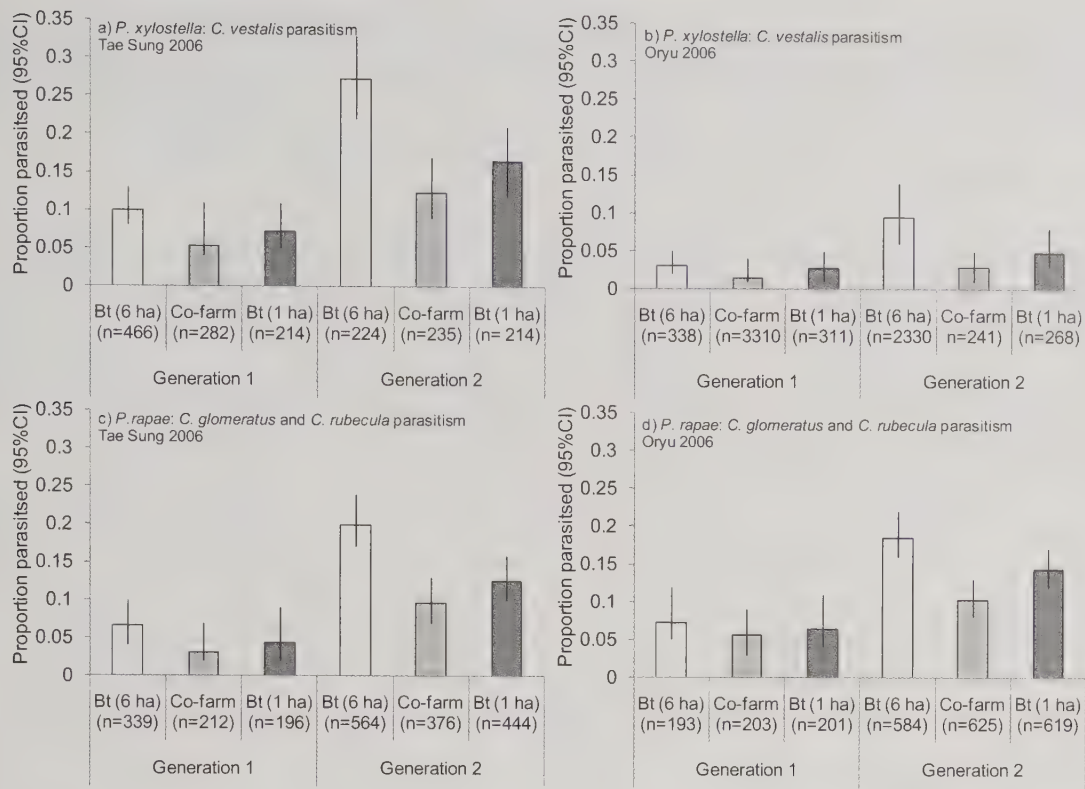 a) P. xylostella: C. vestalis parasitism
Tae Sung 2006
Proportion parasitsed (95%CI)
0.35
0.3
0.25
0.2
0.15
0.1
0.05
0
Bt (6 ha) Co-farm Bt (1 ha) Bt (6 ha) Co-farm Bt (1 ha)
(n=466) (n=282) (n=214) (n=224) (n=235) (n= 214)
Generation 1 Generation 2
b) P. xylostella: C. vestalis parasitism
Oryu 2006
Proportion parasitsed (95%CI)
0.35
0.3
0.25
0.2
0.15
0.1
0.05
0
Bt (6 ha) Co-farm Bt (1 ha) Bt (6 ha) Co-farm Bt (1 ha)
(n=338) (n=3310 (n=311) (n=2330 n=241) (n=268)
Generation 1 Generation 2
c) P.rapae: C. glomeratus and C. rubecula parasitism
Tae Sung 2006
Proportion parasitsed (95%CI)
0.35
0.3
0.25
0.2
0.15
0.1
0.05
0
Bt (6 ha) Co-farm Bt (1 ha) Bt (6 ha) Co-farm Bt (1 ha)
(n=339) (n=212) (n=196) (n=564) (n=376) (n=444)
Generation 1 Generation 2
d) P. rapae: C. glomeratus and C. rubecula parasitism
Oryu 2006
Proportion parasitsed (95%CI)
0.35
0.3
0.25
0.2
0.15
0.1
0.05
0
Bt (6 ha) Co-farm Bt (1 ha) Bt (6 ha) Co-farm Bt (1 ha)
(n=193) (n=203) (n=201) (n=584) (n=625) (n=619)
Generation 1 Generation 2